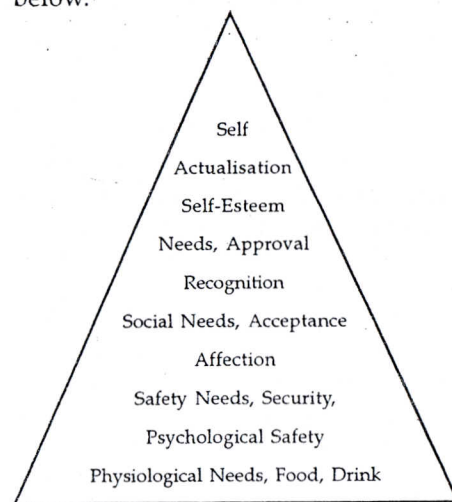 below.
Self
Actualisation
Self-Esteem
Needs, Approval
Recognition
Social Needs, Acceptance
Affection
Safety Needs, Security,
Psychological Safety
Physiological Needs, Food, Drink